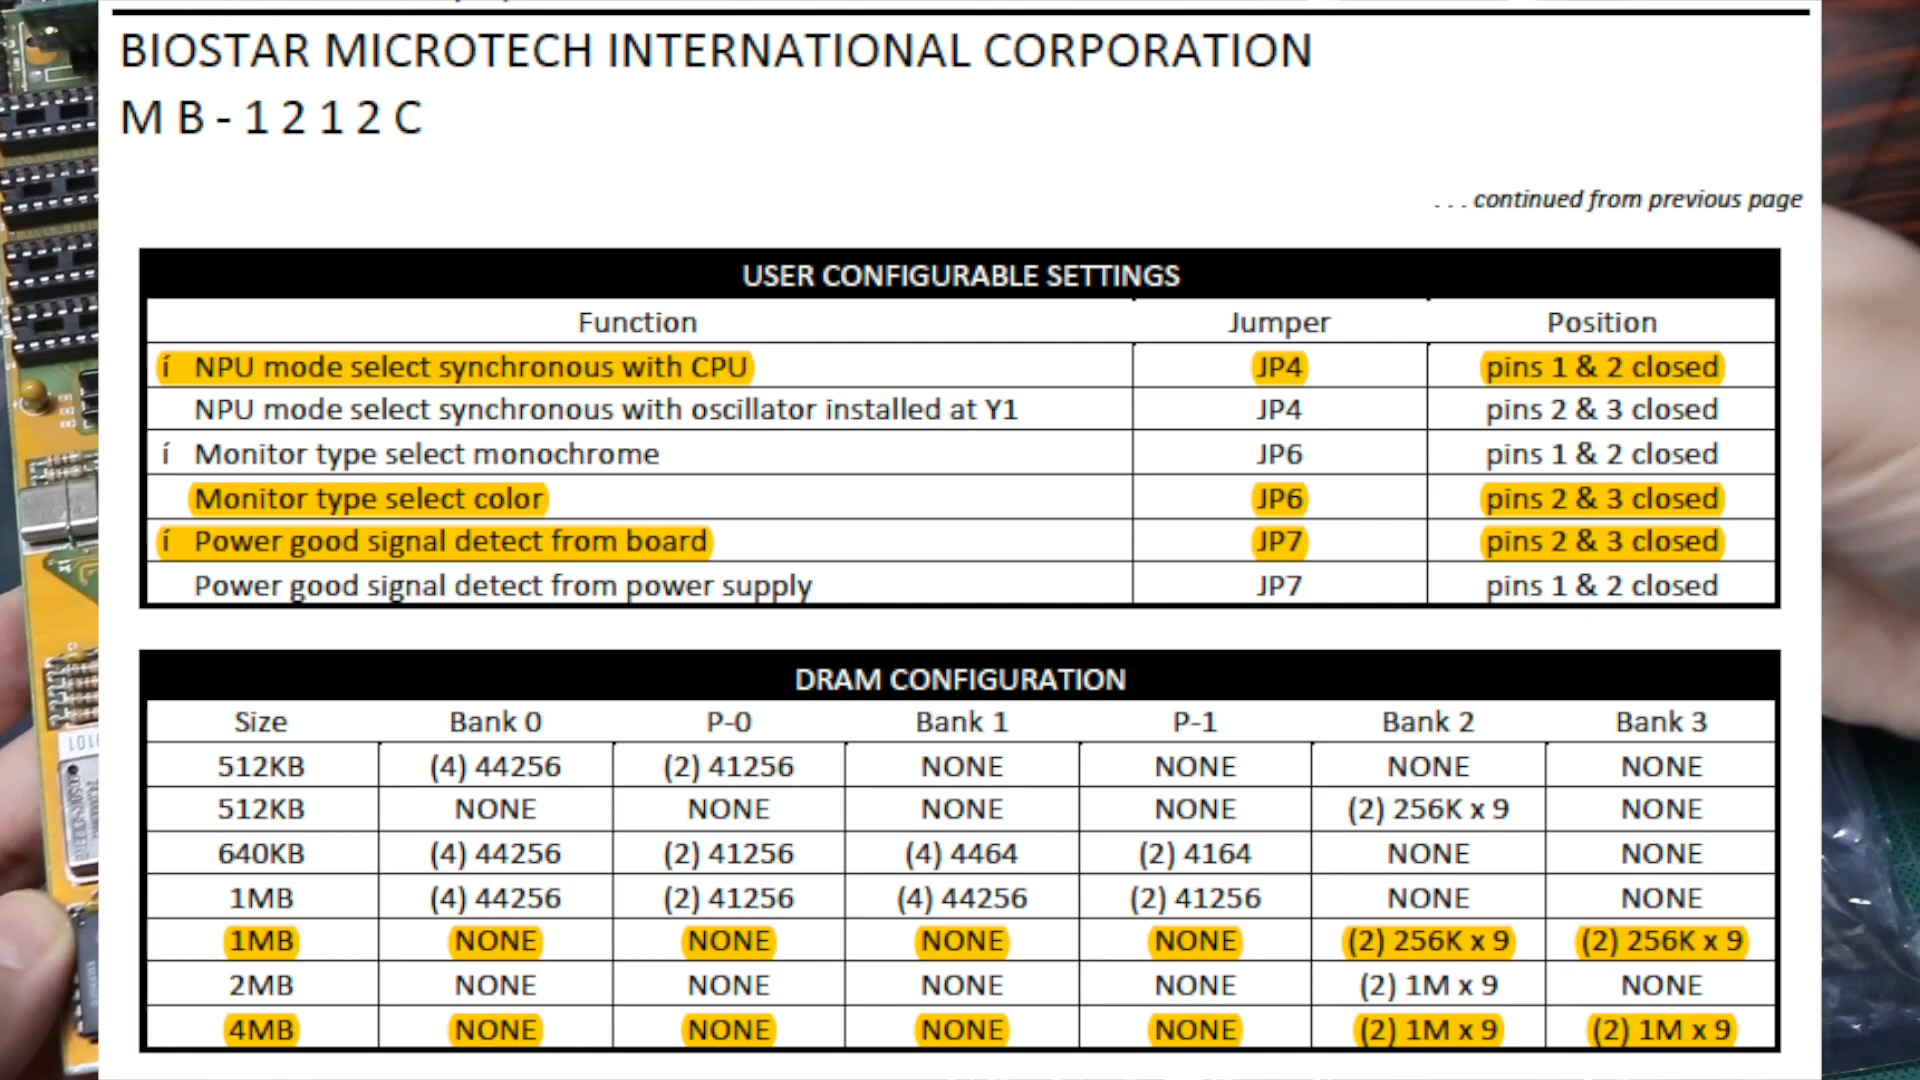 BIOSTAR MICROTECH INTERNATIONAL CORPORATION
MB-1212C
. . . continued from previous page
USER CONFIGURABLE SETTINGS
Function Jumper Position
í NPU mode select synchronous with CPU JP4 pins 1 & 2 closed
NPU mode select synchronous with oscillator installed at Y1 JP4 pins 2 & 3 closed
í Monitor type select monochrome JP6 pins 1 & 2 closed
Monitor type select color JP6 pins 2 & 3 closed
í Power good signal detect from board JP7 pins 2 & 3 closed
Power good signal detect from power supply JP7 pins 1 & 2 closed
DRAM CONFIGURATION
Size Bank 0 P-0 Bank 1 P-1 Bank 2 Bank 3
512KB (4) 44256 (2) 41256 NONE NONE NONE NONE
512KB NONE NONE NONE NONE (2) 256K x 9 NONE
640KB (4) 44256 (2) 41256 (4) 4464 (2) 4164 NONE NONE
1MB (4) 44256 (2) 41256 (4) 44256 (2) 41256 NONE NONE
1MB NONE NONE NONE NONE (2) 256K x 9 (2) 256K x 9
2MB NONE NONE NONE NONE (2) 1M x 9 NONE
4MB NONE NONE NONE NONE (2) 1M x 9 (2) 1M x 9